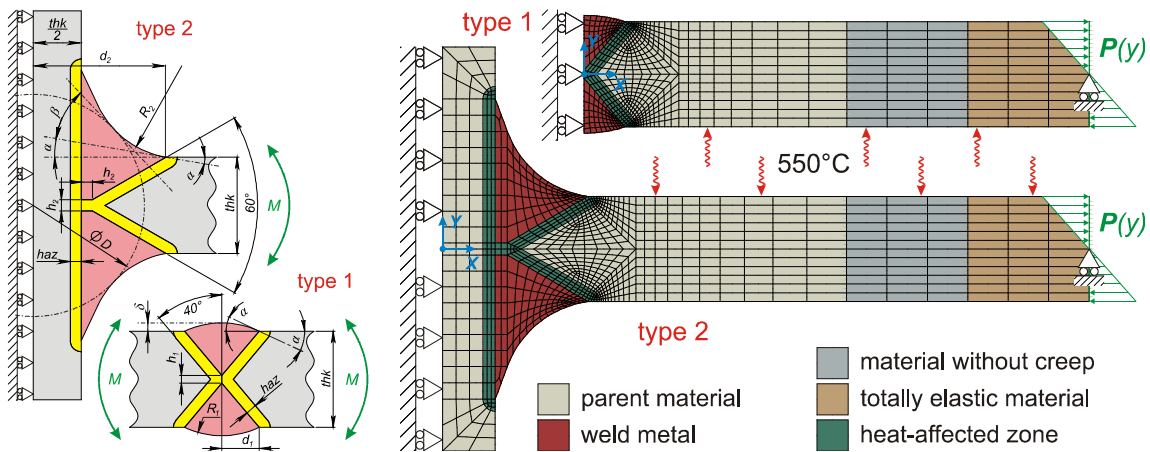 thk
2
type 2
d₂
R₂
β
α
α
h₂
h₂
thk
60°
M
ØD
haz
type 1
δ
40°
α
α
h₁
M
M
haz
thk
R₁
d₁
type 1
Y
X
P(y)
550°C
Y
X
P(y)
type 2
parent material
weld metal
material without creep
totally elastic material
heat-affected zone